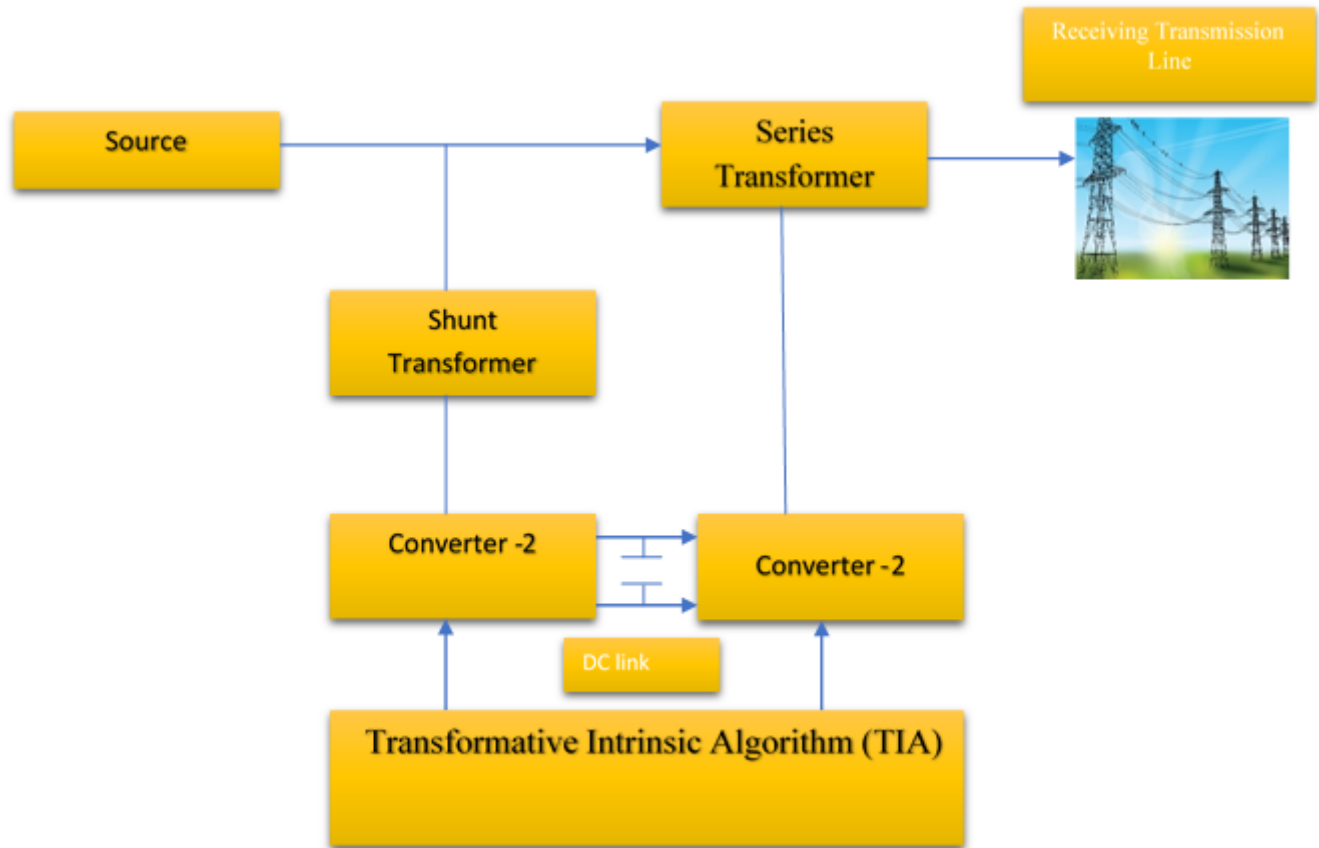 Receiving Transmission
Line
Source
Series
Transformer
Shunt
Transformer
Converter -2
Converter -2
DC link
Transformative Intrinsic Algorithm (TIA)